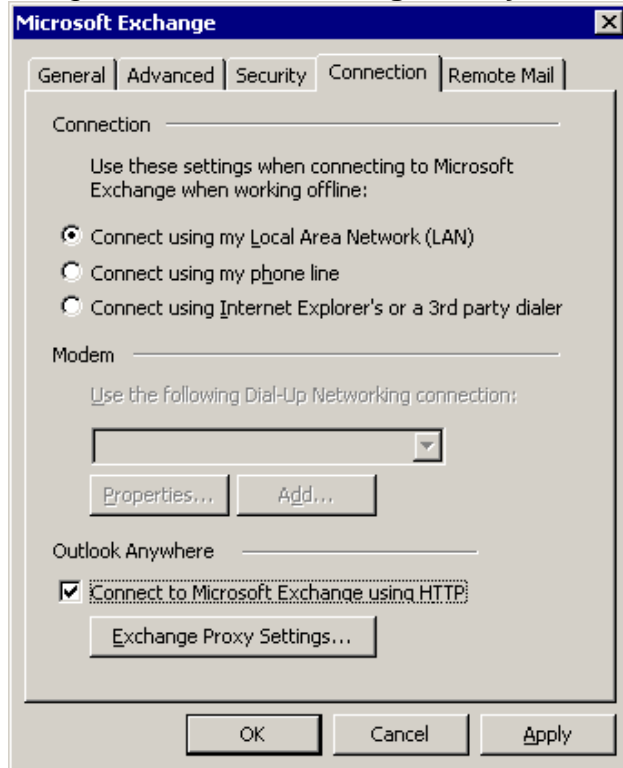 Microsoft Exchange
General Advanced Security Connection Remote Mail
Connection
Use these settings when connecting to Microsoft
Exchange when working offline:
Connect using my Local Area Network (LAN)
Connect using my phone line
Connect using Internet Explorer's or a 3rd party dialer
Modem
Use the following Dial-Up Networking connection:
Properties... Add...
Outlook Anywhere
Connect to Microsoft Exchange using HTTP
Exchange Proxy Settings...
OK Cancel Apply